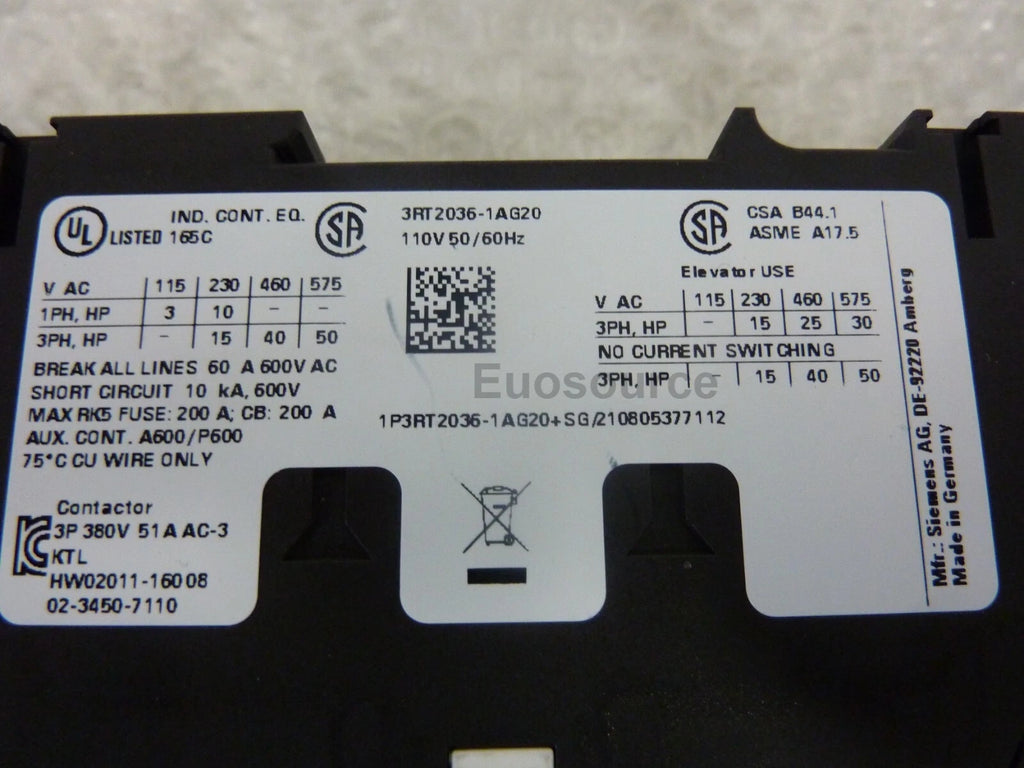 UL IND. CONT. EQ.
LISTED 165C
SA
3RT2036-1AG20
110V 50/60Hz
SA CSA B44.1
ASME A17.5
Elevator USE
V AC 115 230 460 575
1PH, HP 3 10 - -
3PH, HP - 15 40 50
BREAK ALL LINES 60 A 600V AC
SHORT CIRCUIT 10 kA, 600V
MAX RK5 FUSE: 200 A; CB: 200 A
AUX. CONT. A600/P600
75°C CU WIRE ONLY
V AC 115 230 460 575
3PH, HP - 15 25 30
NO CURRENT SWITCHING
3PH, HP - 15 40 50
Euosource
1P3RT2036-1AG20+SG/210805377112
Contactor
3P 380V 51A AC-3
KTL
HW02011-16008
02-3450-7110
Mfr.: Siemens AG, DE-92220 Amberg
Made in Germany